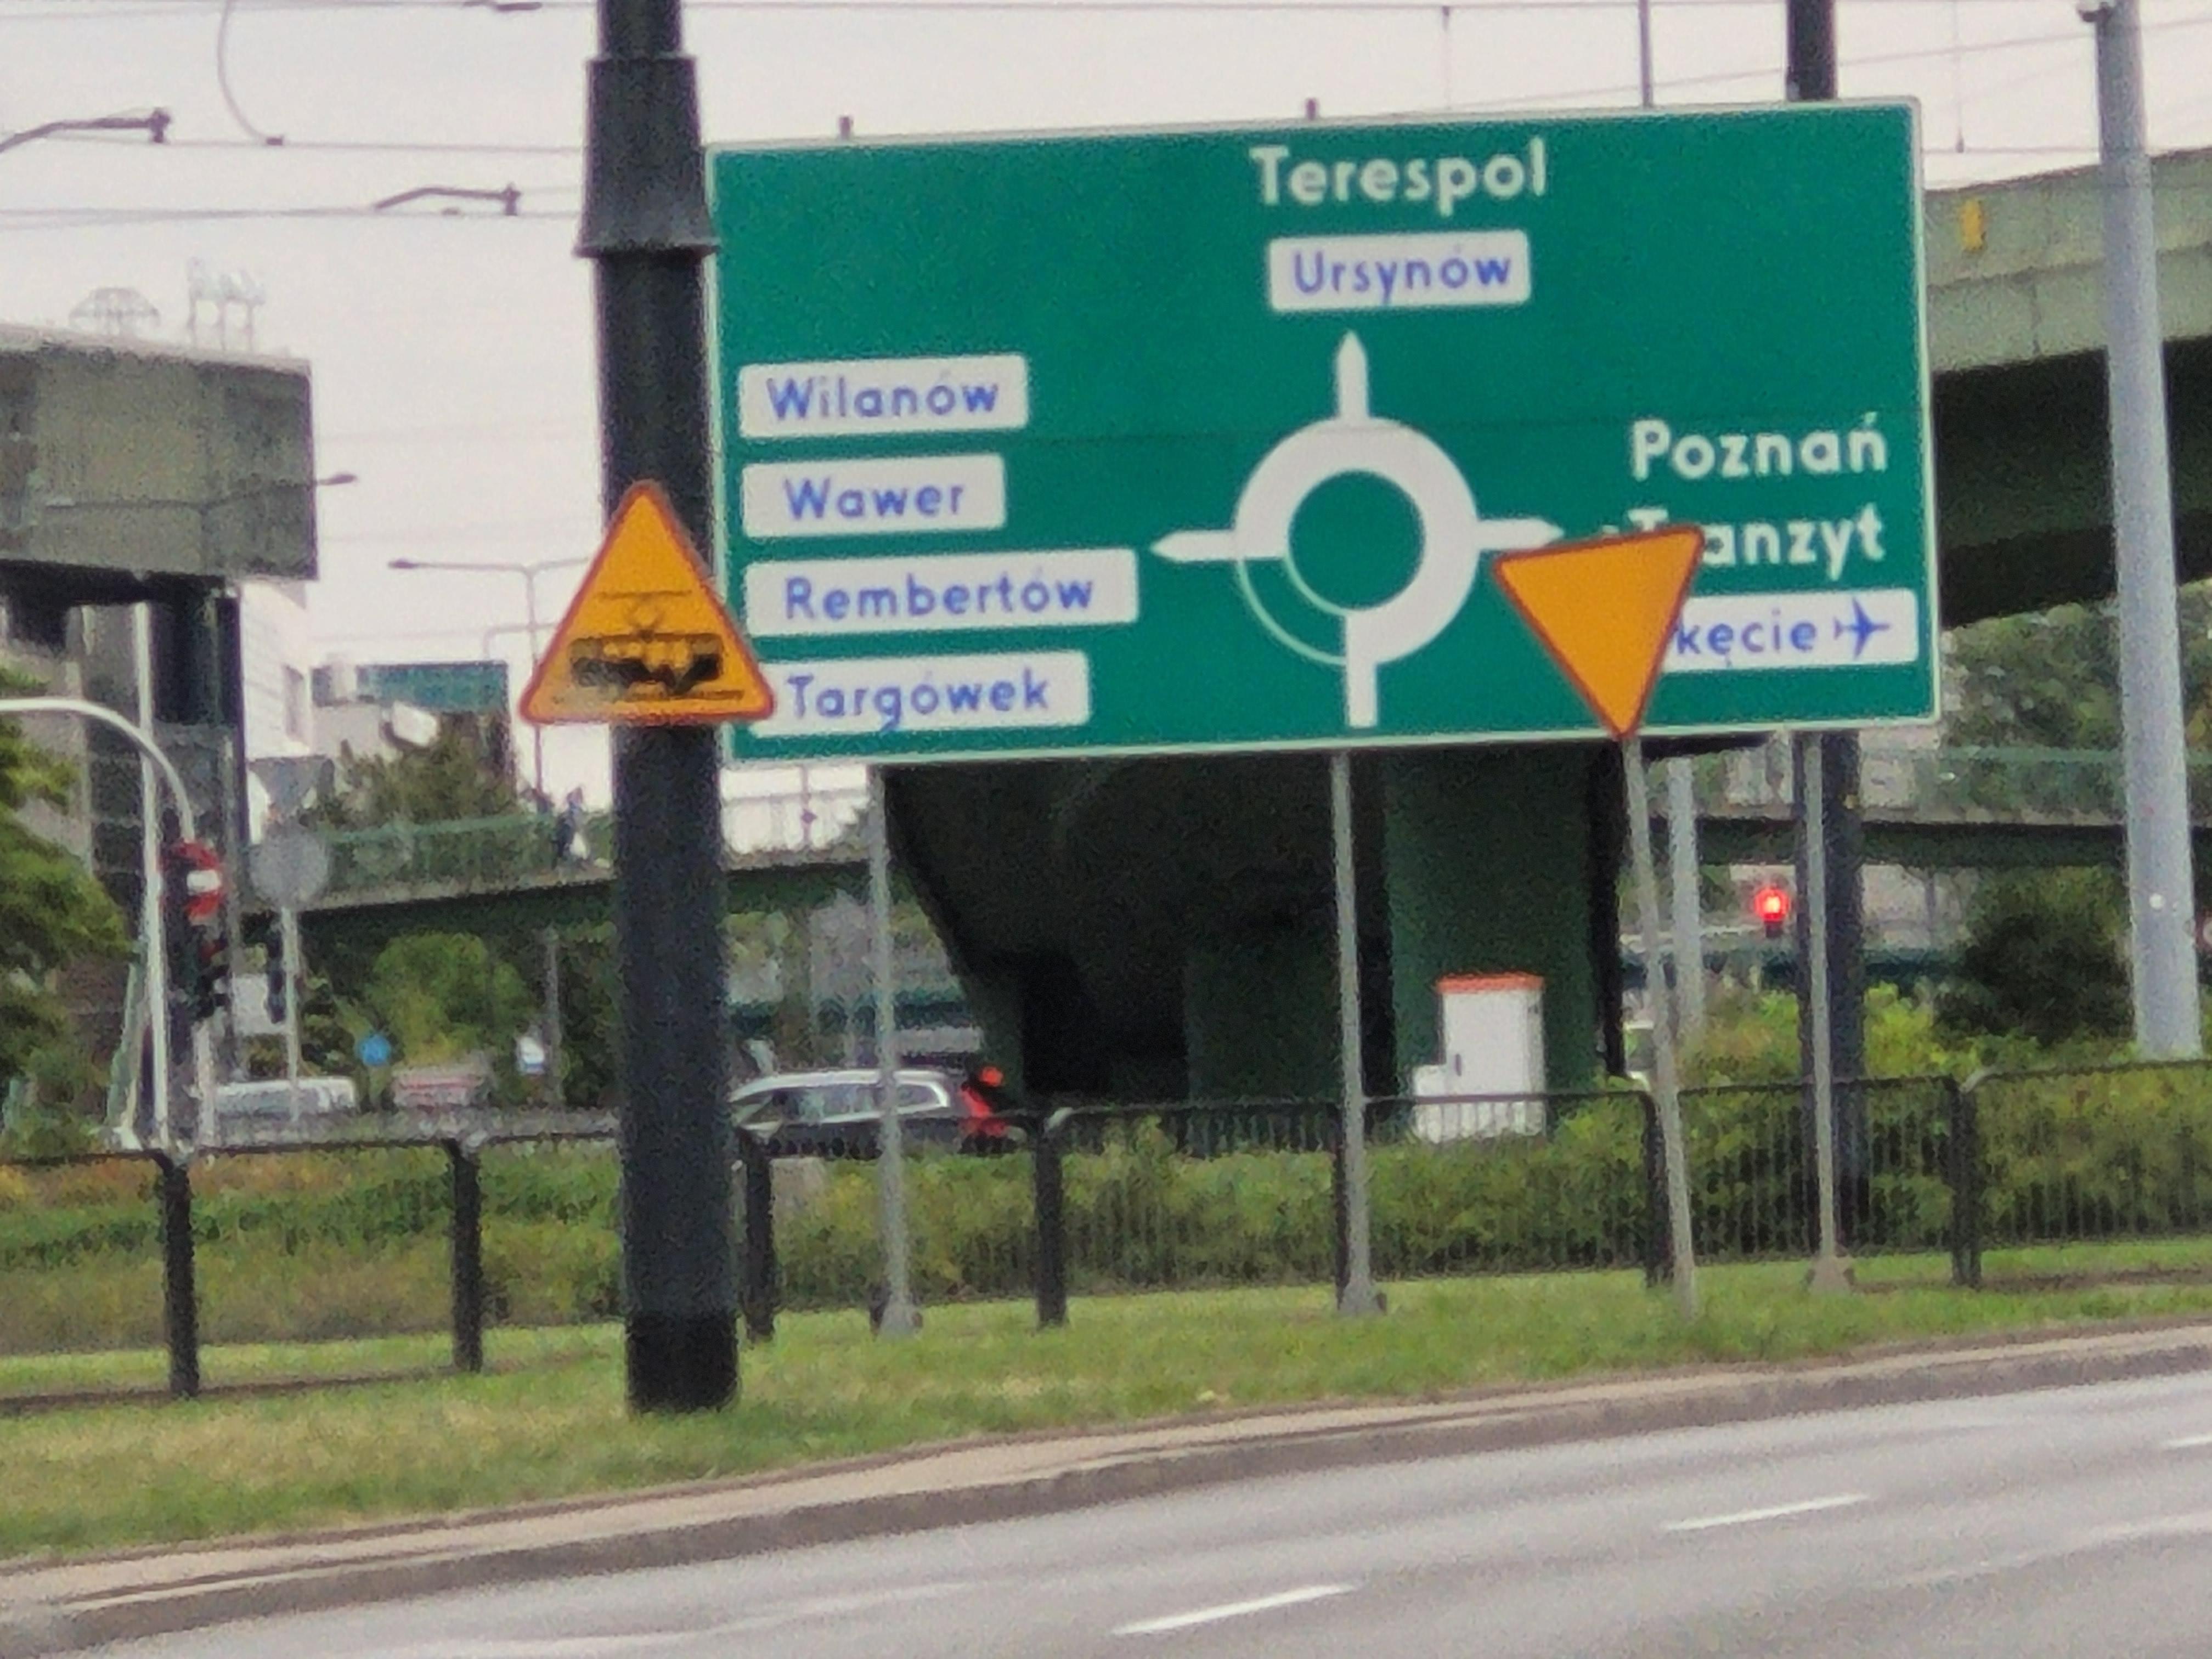 Terespol
Ursynów
Wilanów
Wawer
Rembertów
Targówek
Poznań
Tranzyt
kęcie